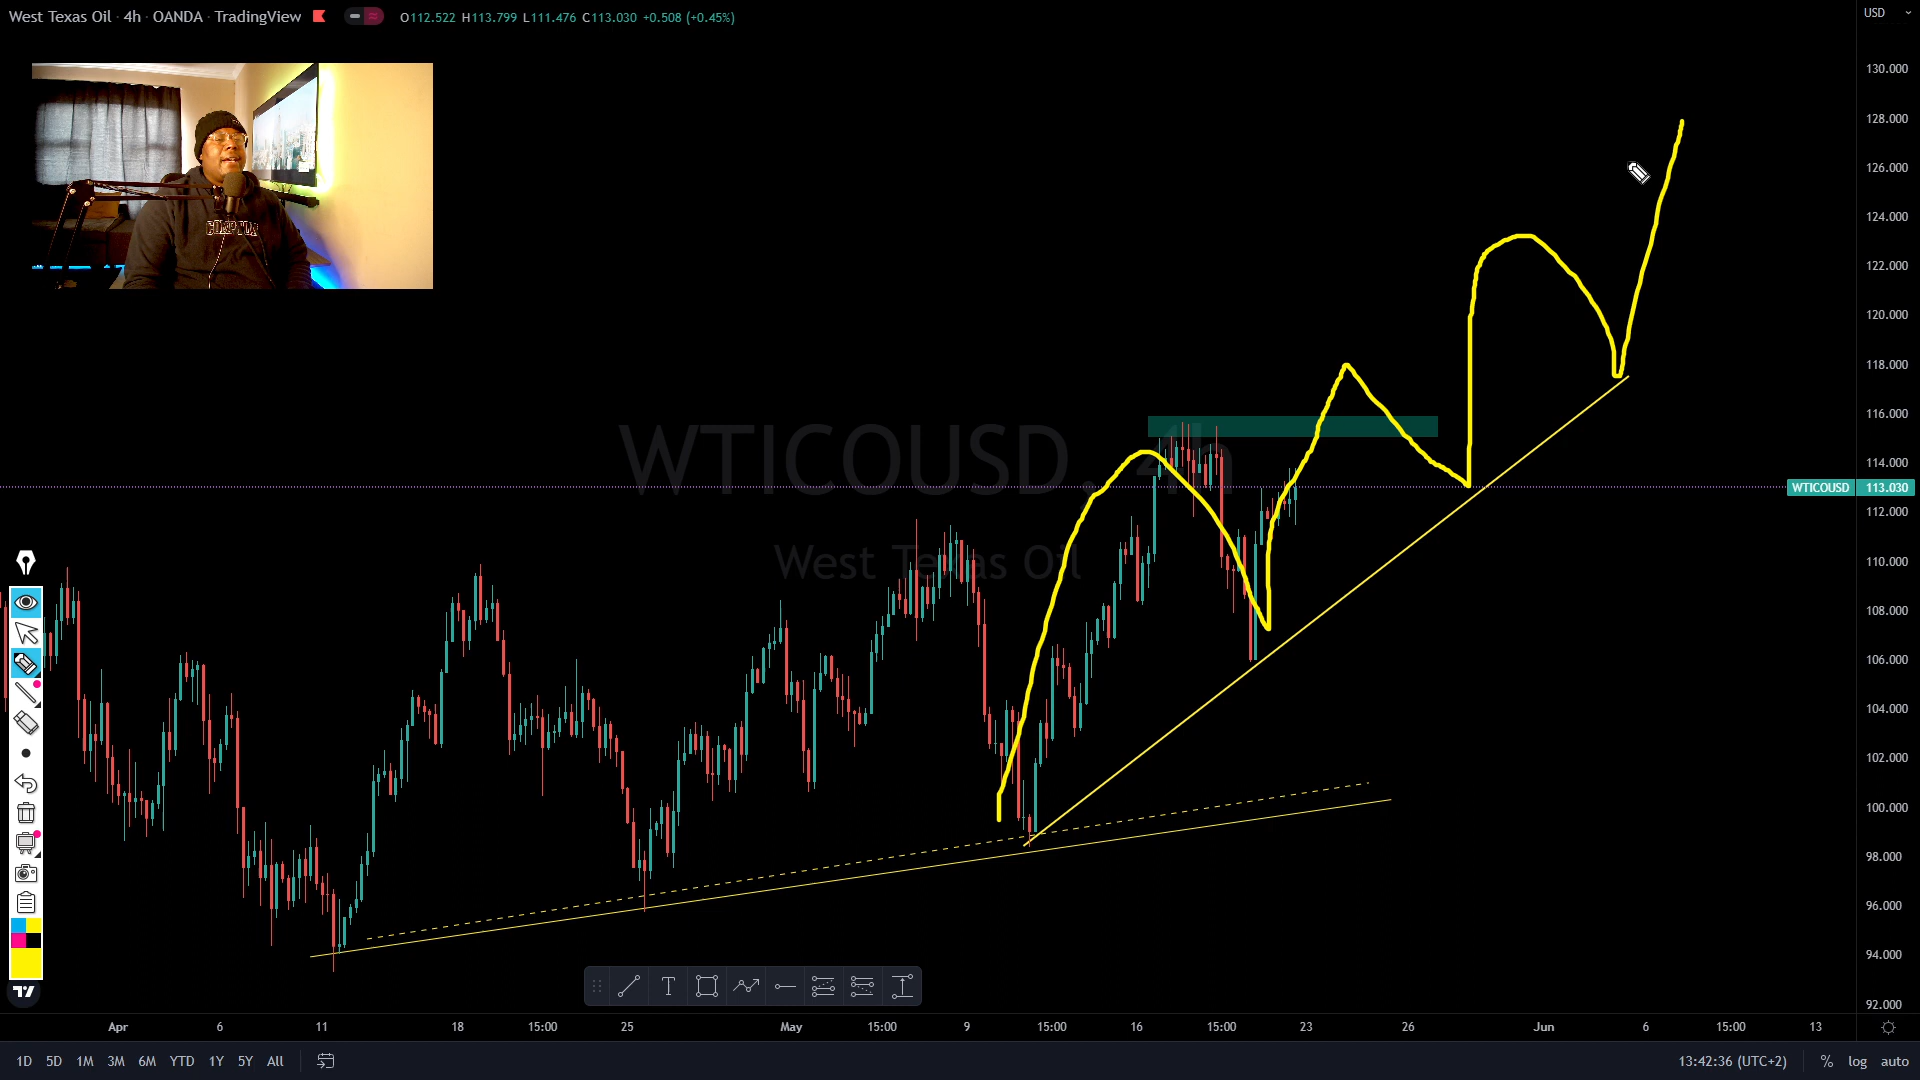 West Texas Oil · 4h · OANDA · TradingView
O112.522 H113.799 L111.476 C113.030 +0.508 (+0.45%)
USD
130.000
128.000
126.000
124.000
122.000
120.000
118.000
116.000
114.000
WTICOUSD 113.030
112.000
110.000
108.000
106.000
104.000
102.000
100.000
98.000
96.000
94.000
92.000
WTICOUSD, 4h
West Texas Oil
Apr 6 11 18 15:00 25 May 15:00 9 15:00 16 15:00 23 26 Jun 6 15:00 13
1D 5D 1M 3M 6M YTD 1Y 5Y All
13:42:36 (UTC+2) % log auto